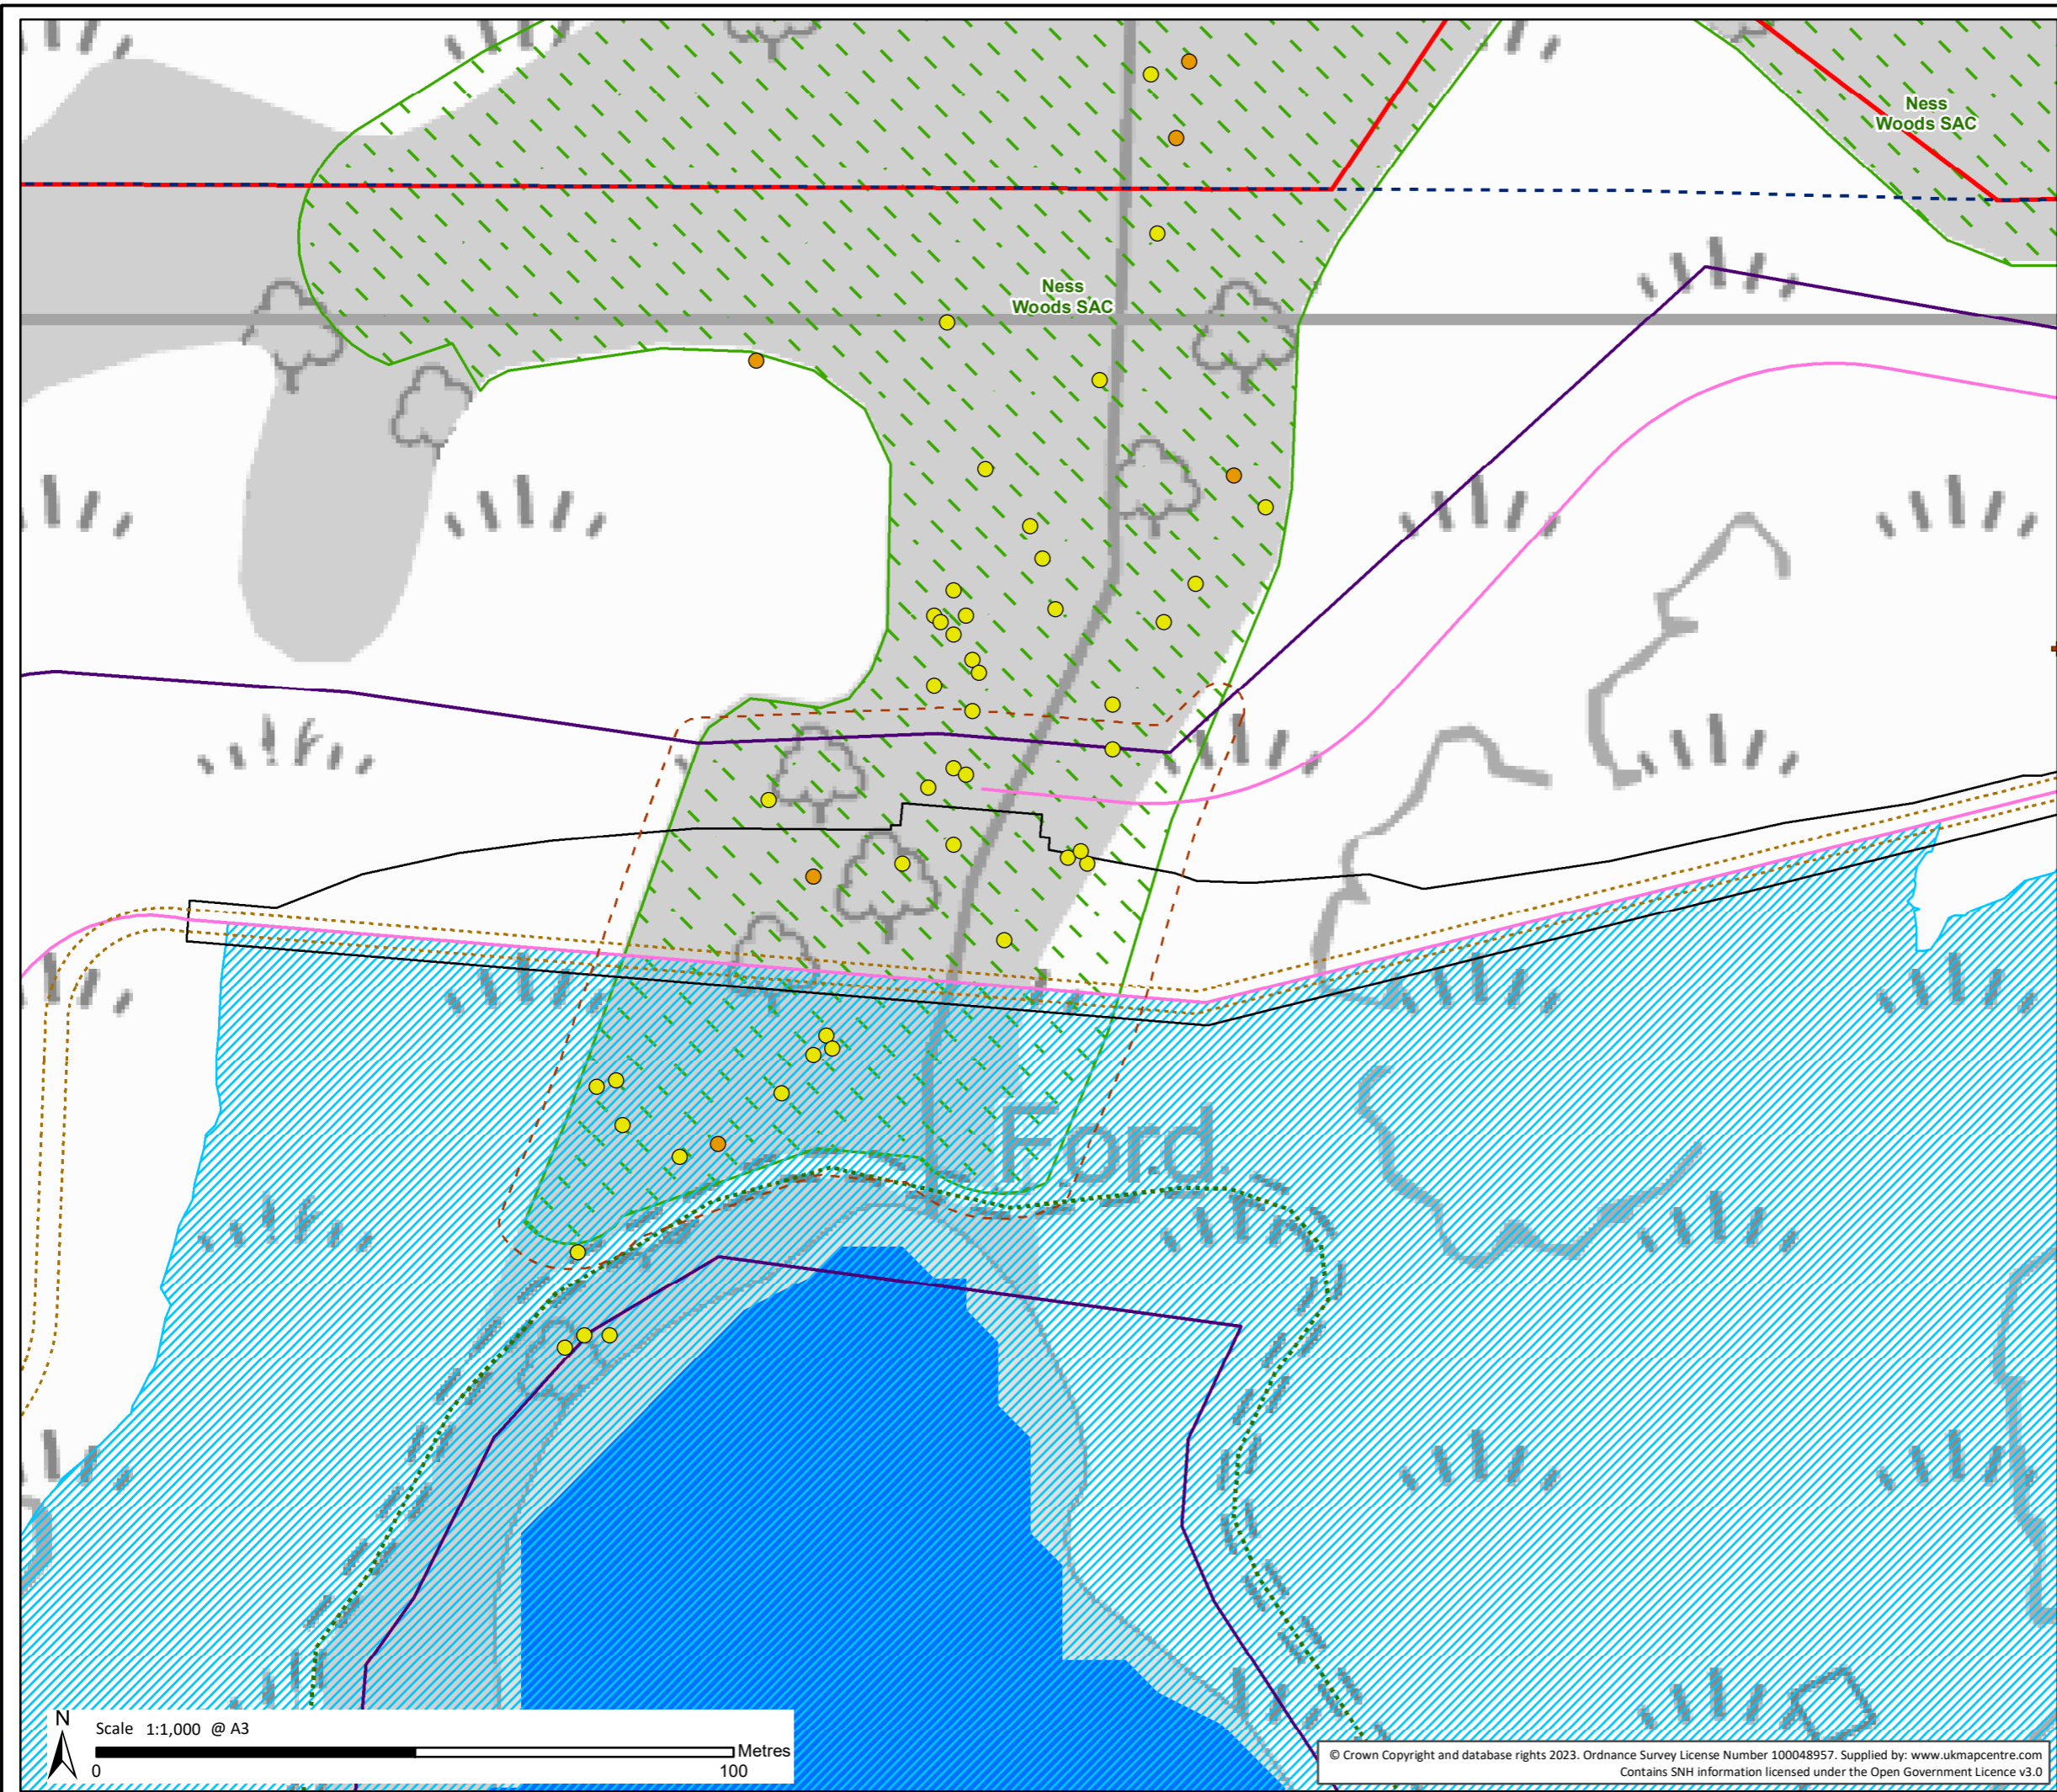 Ness
Woods SAC
Ness
Woods SAC
Ford
N
Scale 1:1,000 @ A3
Metres
0 100
© Crown Copyright and database rights 2023. Ordnance Survey License Number 100048957. Supplied by: www.ukmapcentre.com
Contains SNH information licensed under the Open Government Licence v3.0